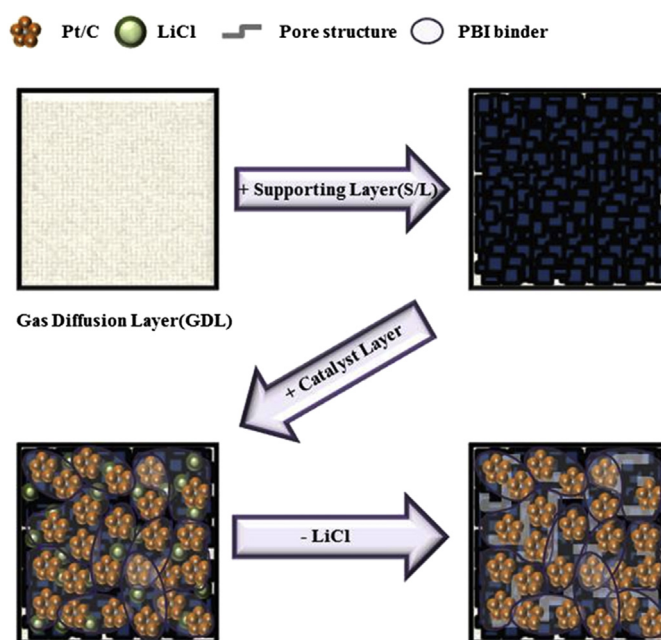 Pt/C LiCl Pore structure PBI binder
+ Supporting Layer(S/L)
Gas Diffusion Layer(GDL)
+ Catalyst Layer
- LiCl